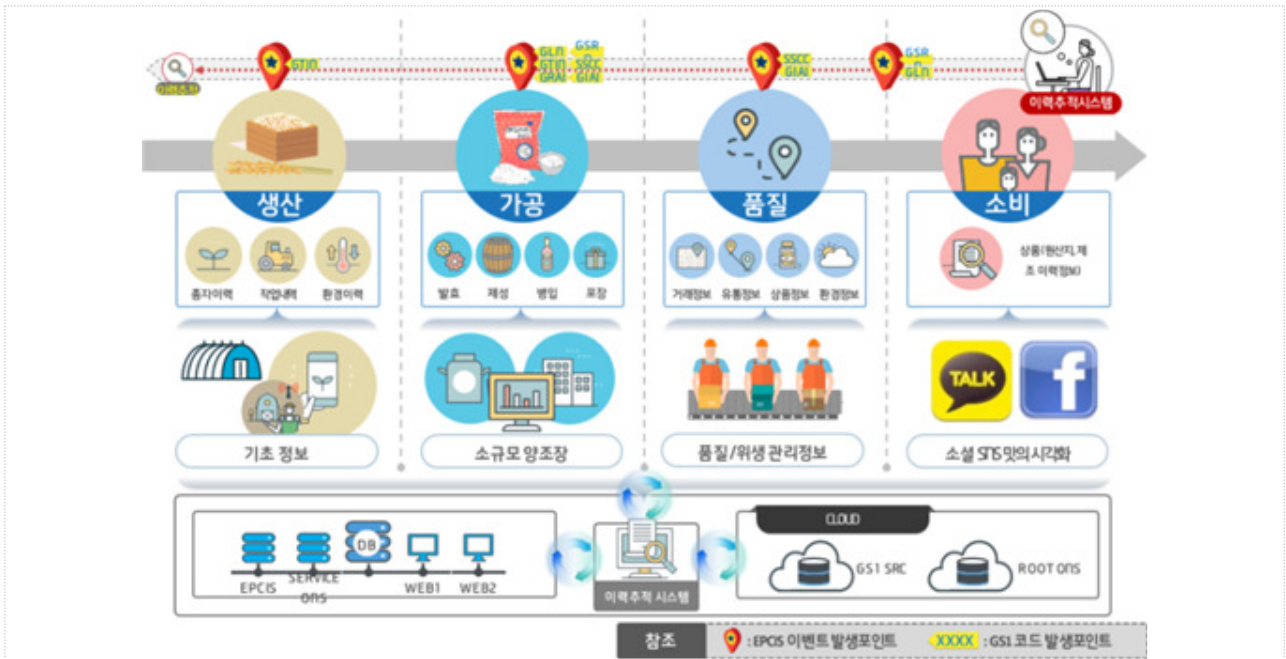 GTIN
GLN
GSRN
GTIN
SSCC
GRAI
GIAI
SSCC
GIAI
GSRN
GLN
이력추적
이력추적시스템
생산
가공
품질
소비
종자이력
작업내역
환경이력
발효
제성
병입
포장
거래정보
유통정보
상품정보
환경정보
상품(원산지,제
조 이력정보)
TALK
f
기초 정보
소규모 양조장
품질/위생 관리정보
소셜 SNS 맛의 시각화
EPCIS
SERVICE
ONS
DB
WEB1
WEB2
이력추적 시스템
CLOUD
GS1 SRC
ROOT ONS
참조
: EPCIS 이벤트 발생포인트
XXXX
: GS1 코드 발생포인트